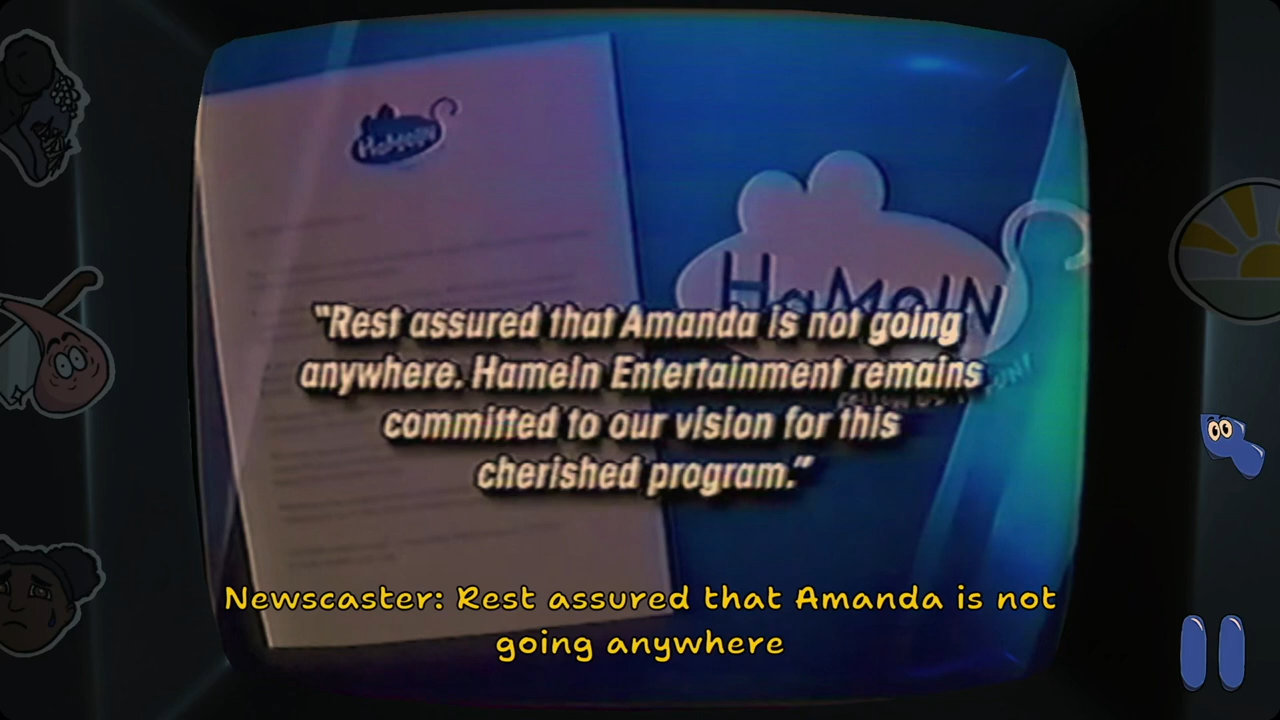 HaMeln
HaMelN
"Rest assured that Amanda is not going
anywhere. Hameln Entertainment remains
committed to our vision for this
cherished program."
Newscaster: Rest assured that Amanda is not
going anywhere